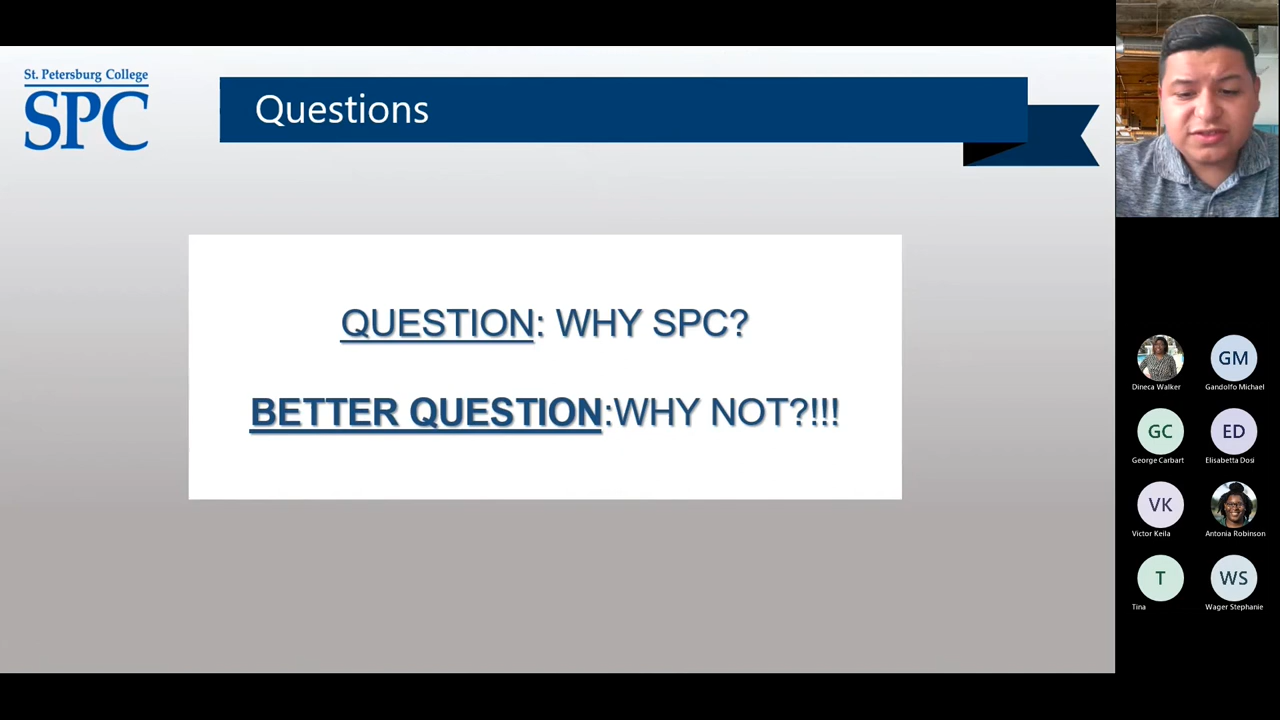 St. Petersburg College
SPC
Questions
QUESTION: WHY SPC?
BETTER QUESTION:WHY NOT?!!!
GM
Dineca Walker
Gandolfo Michael
GC
ED
George Carbart
Elisabetta Dosi
VK
Victor Keila
Antonia Robinson
T
WS
Tina
Wager Stephanie